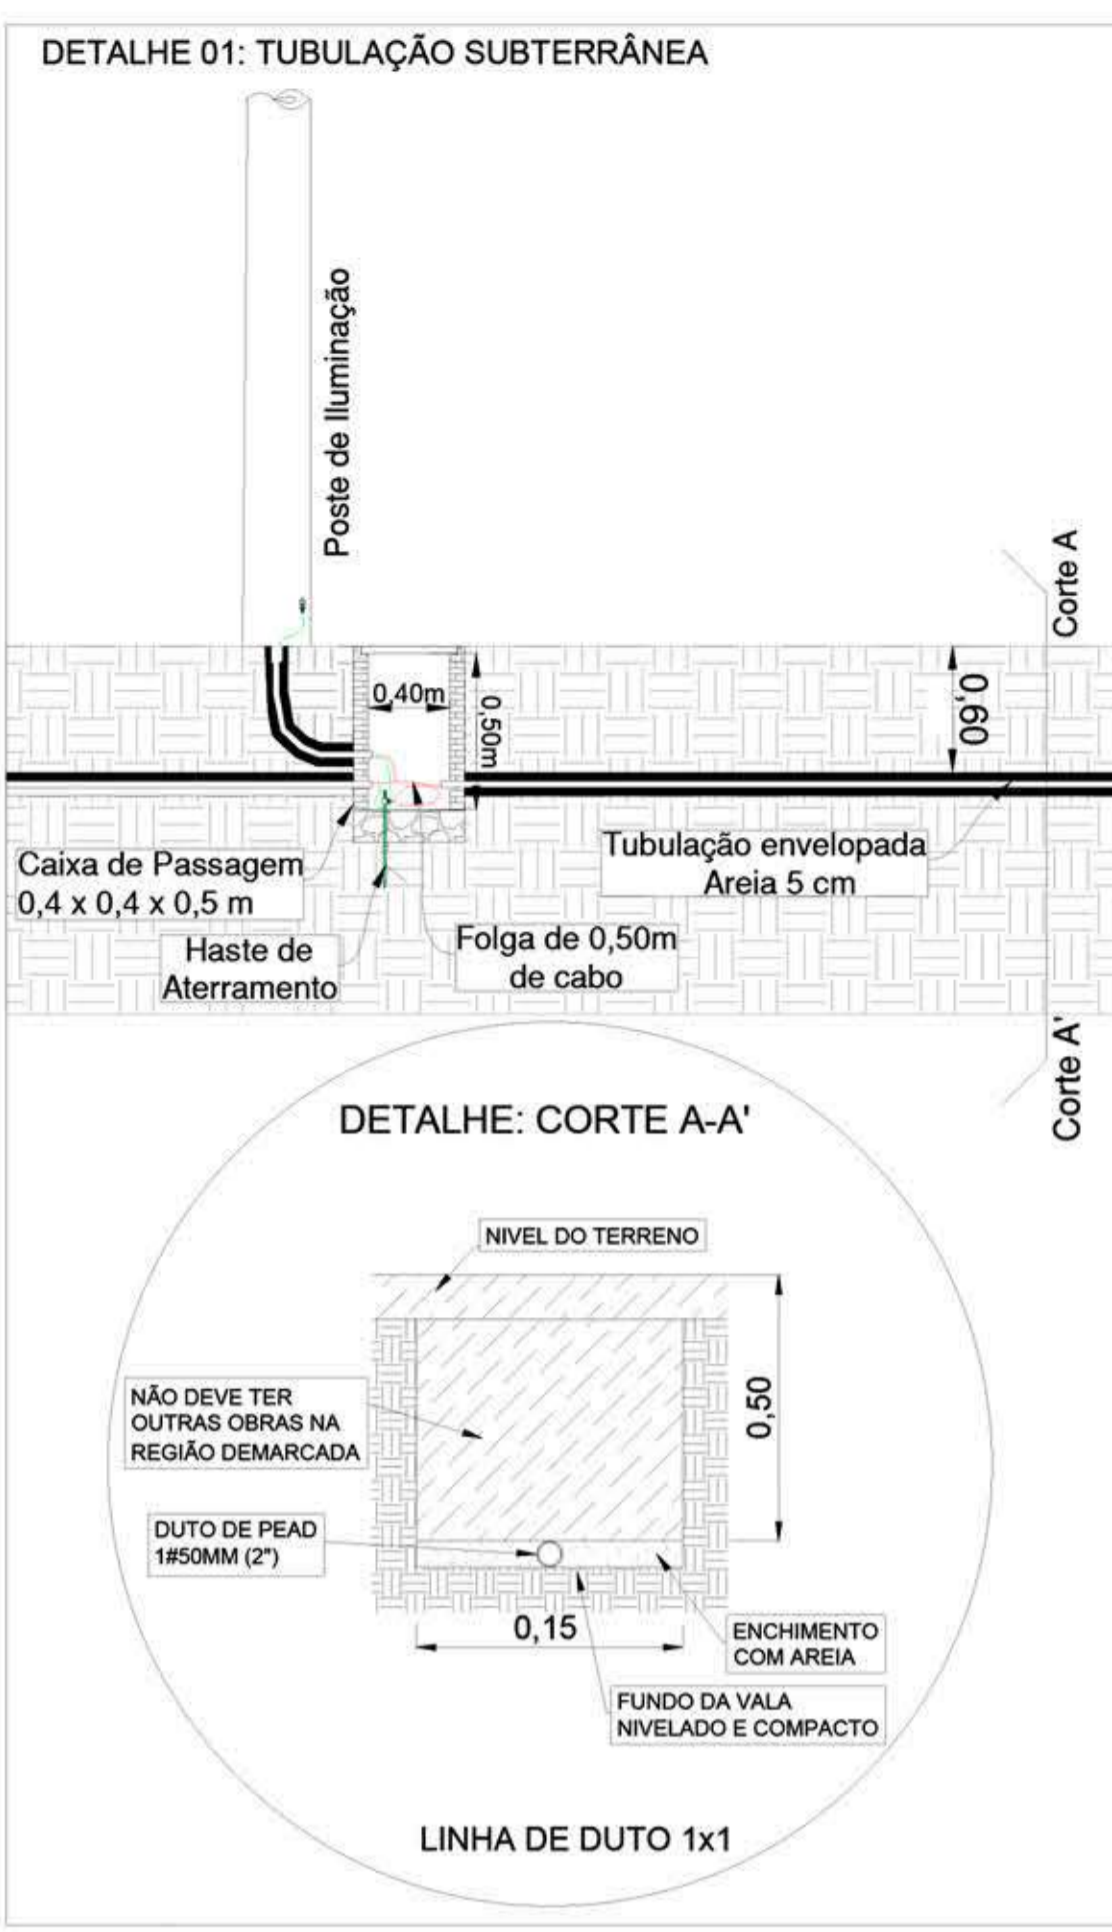 DETALHE 01: TUBULAÇÃO SUBTERRÂNEA
Poste de Iluminação
Corte A
0,40m
0,50m
0,60
Caixa de Passagem
0,4 x 0,4 x 0,5 m
Tubulação envelopada
Areia 5 cm
Haste de
Aterramento
Folga de 0,50m
de cabo
Corte A'
DETALHE: CORTE A-A'
NIVEL DO TERRENO
NÃO DEVE TER
OUTRAS OBRAS NA
REGIÃO DEMARCADA
0,50
DUTO DE PEAD
1#50MM (2")
0,15
ENCHIMENTO
COM AREIA
FUNDO DA VALA
NIVELADO E COMPACTO
LINHA DE DUTO 1x1